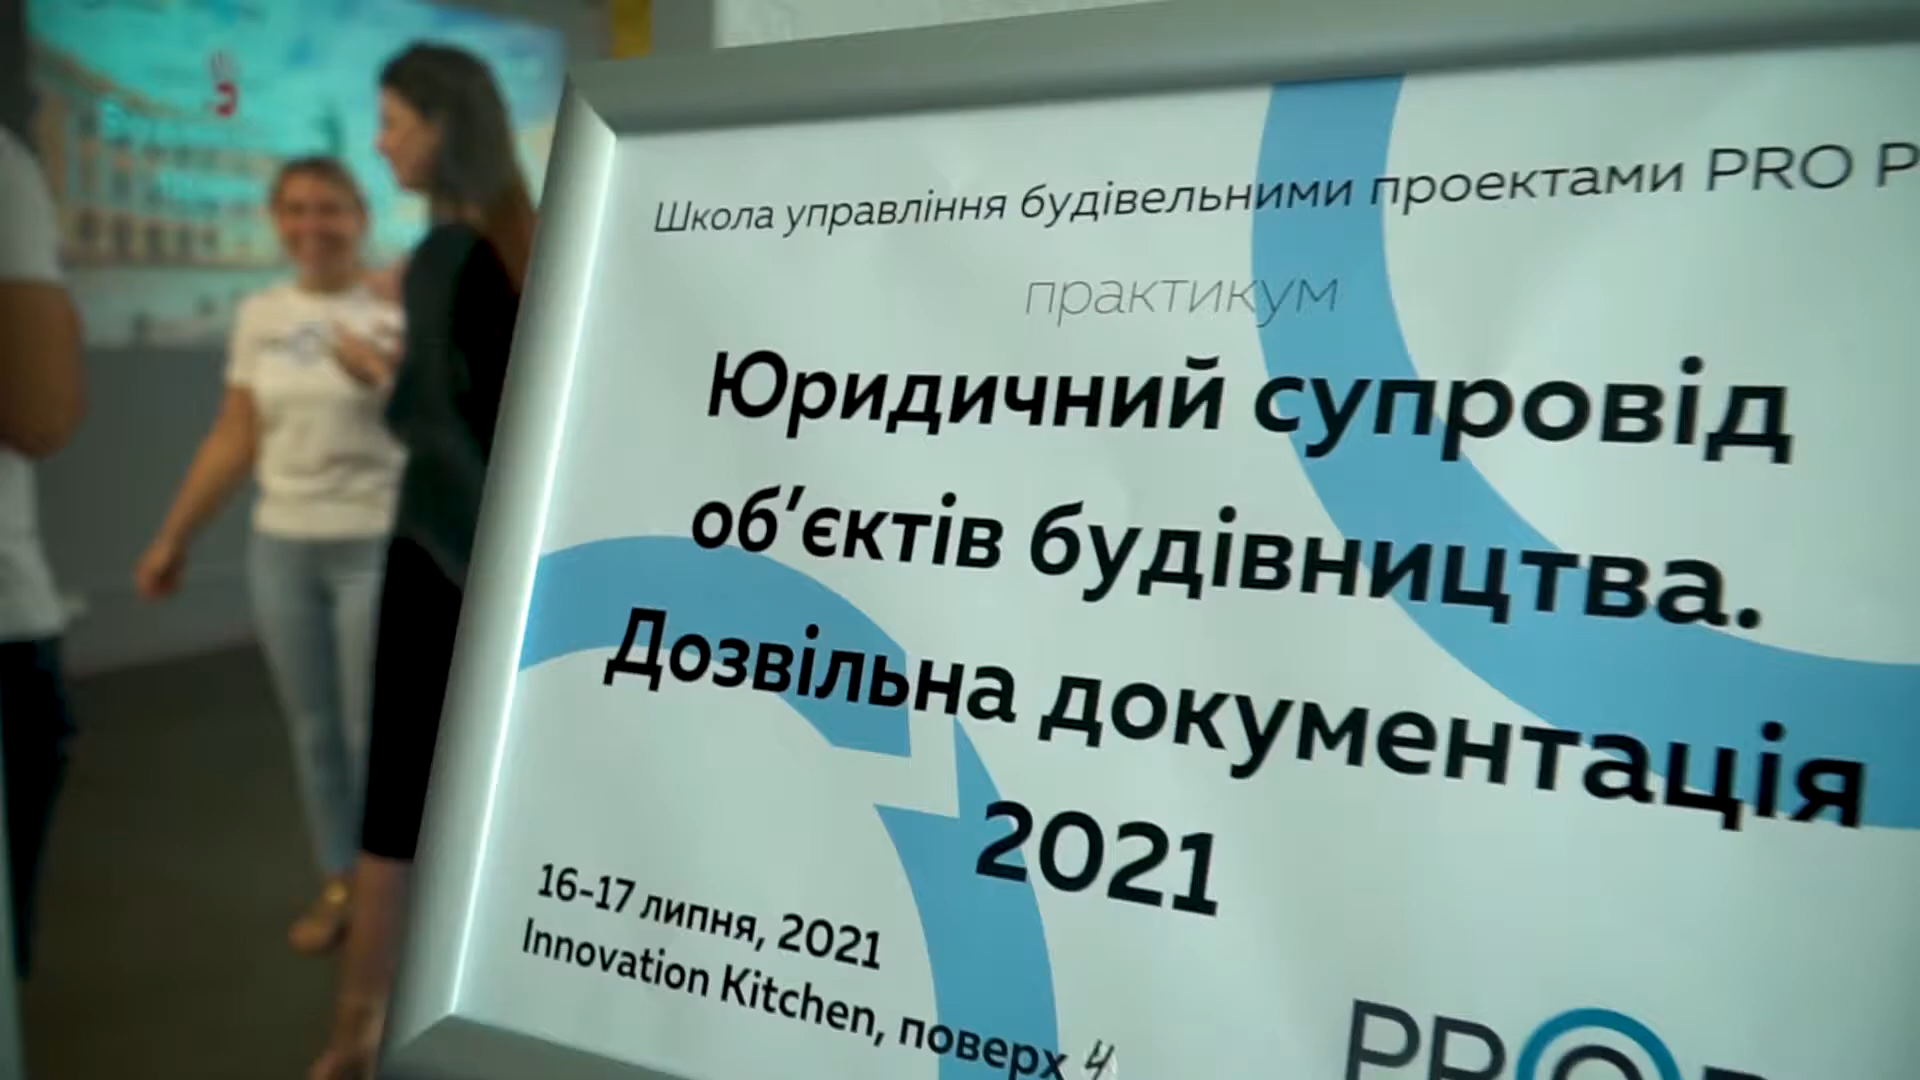 Школа управління будівельними проектами PRO P
практикум
Юридичний супровід
об’єктів будівництва.
Дозвільна документація
2021
16-17 липня, 2021
Innovation Kitchen, поверх 4
PRO